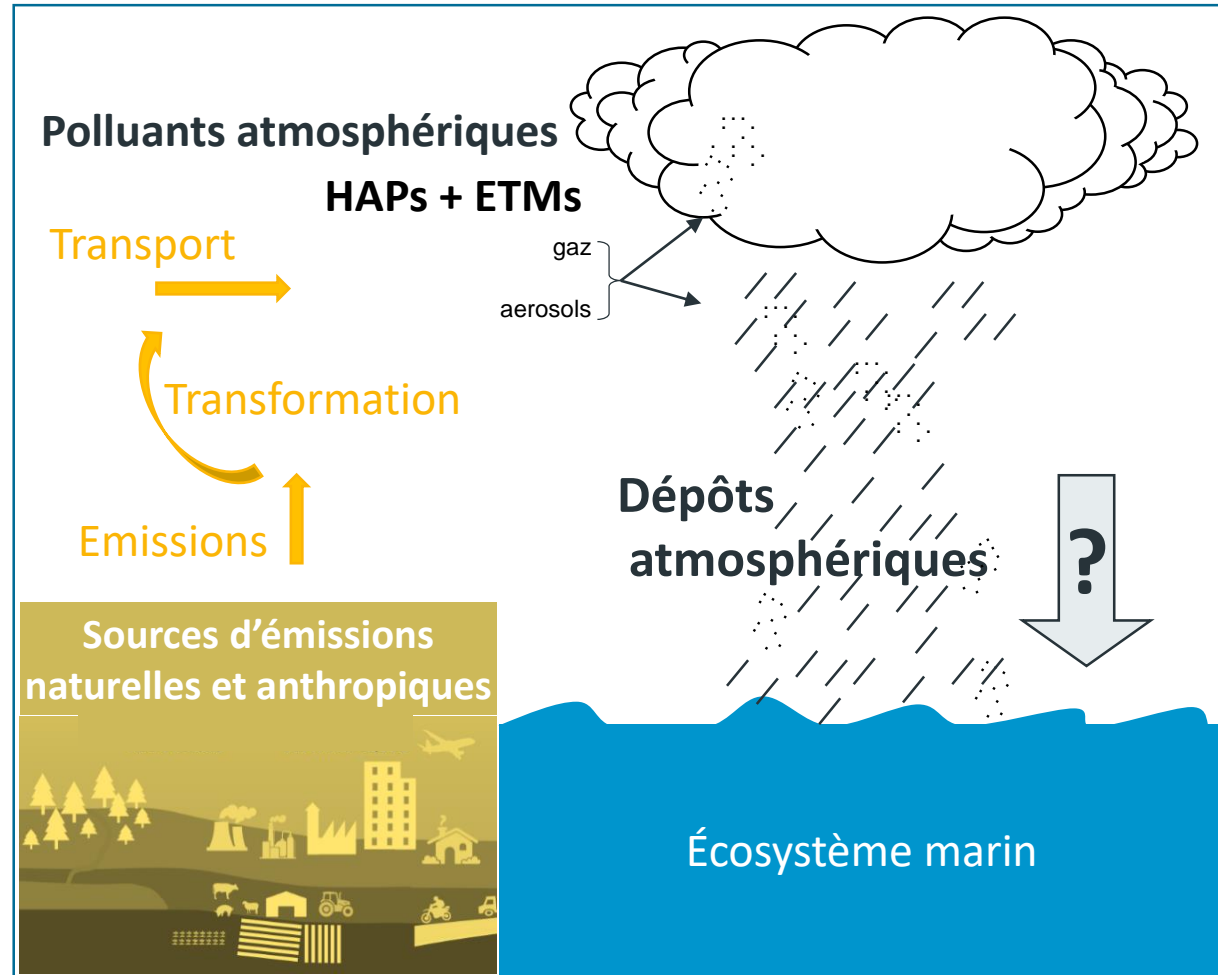 Polluants atmosphériques
HAPs + ETMs
Transport
gaz
aerosols
Transformation
Emissions
Dépôts
atmosphériques
?
Sources d'émissions
naturelles et anthropiques
Écosystème marin